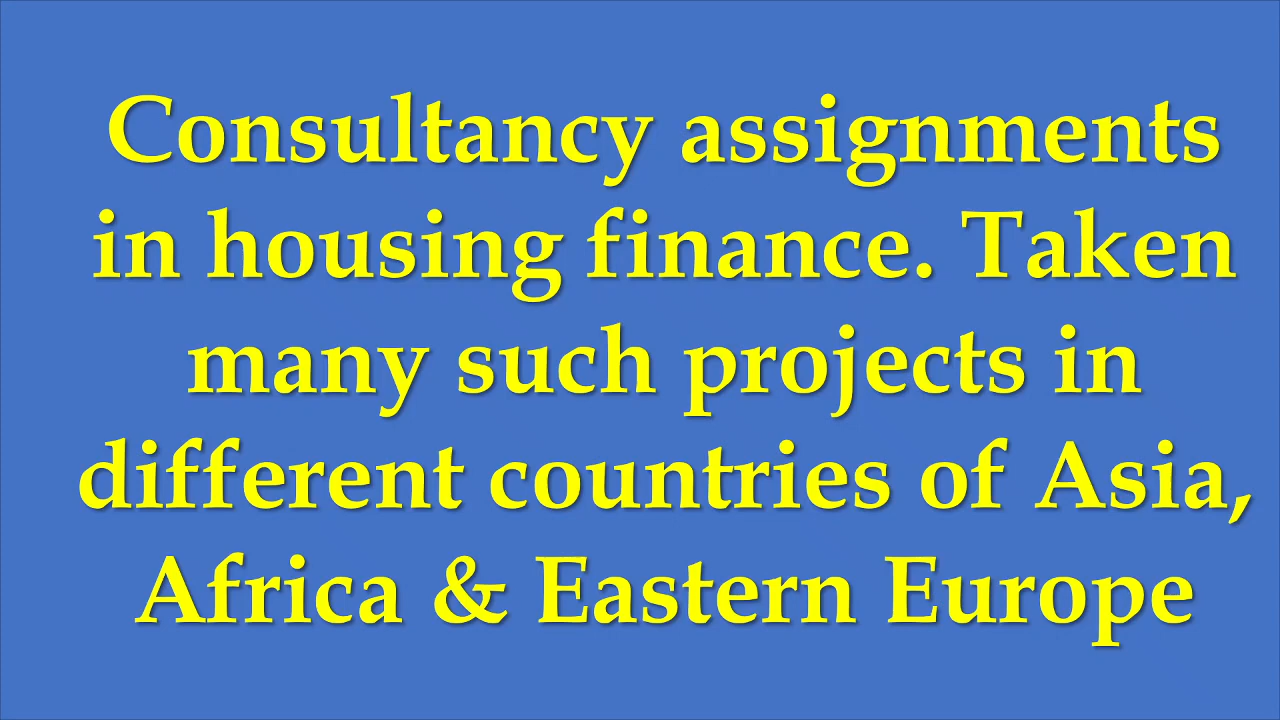 Consultancy assignments
in housing finance. Taken
many such projects in
different countries of Asia,
Africa & Eastern Europe